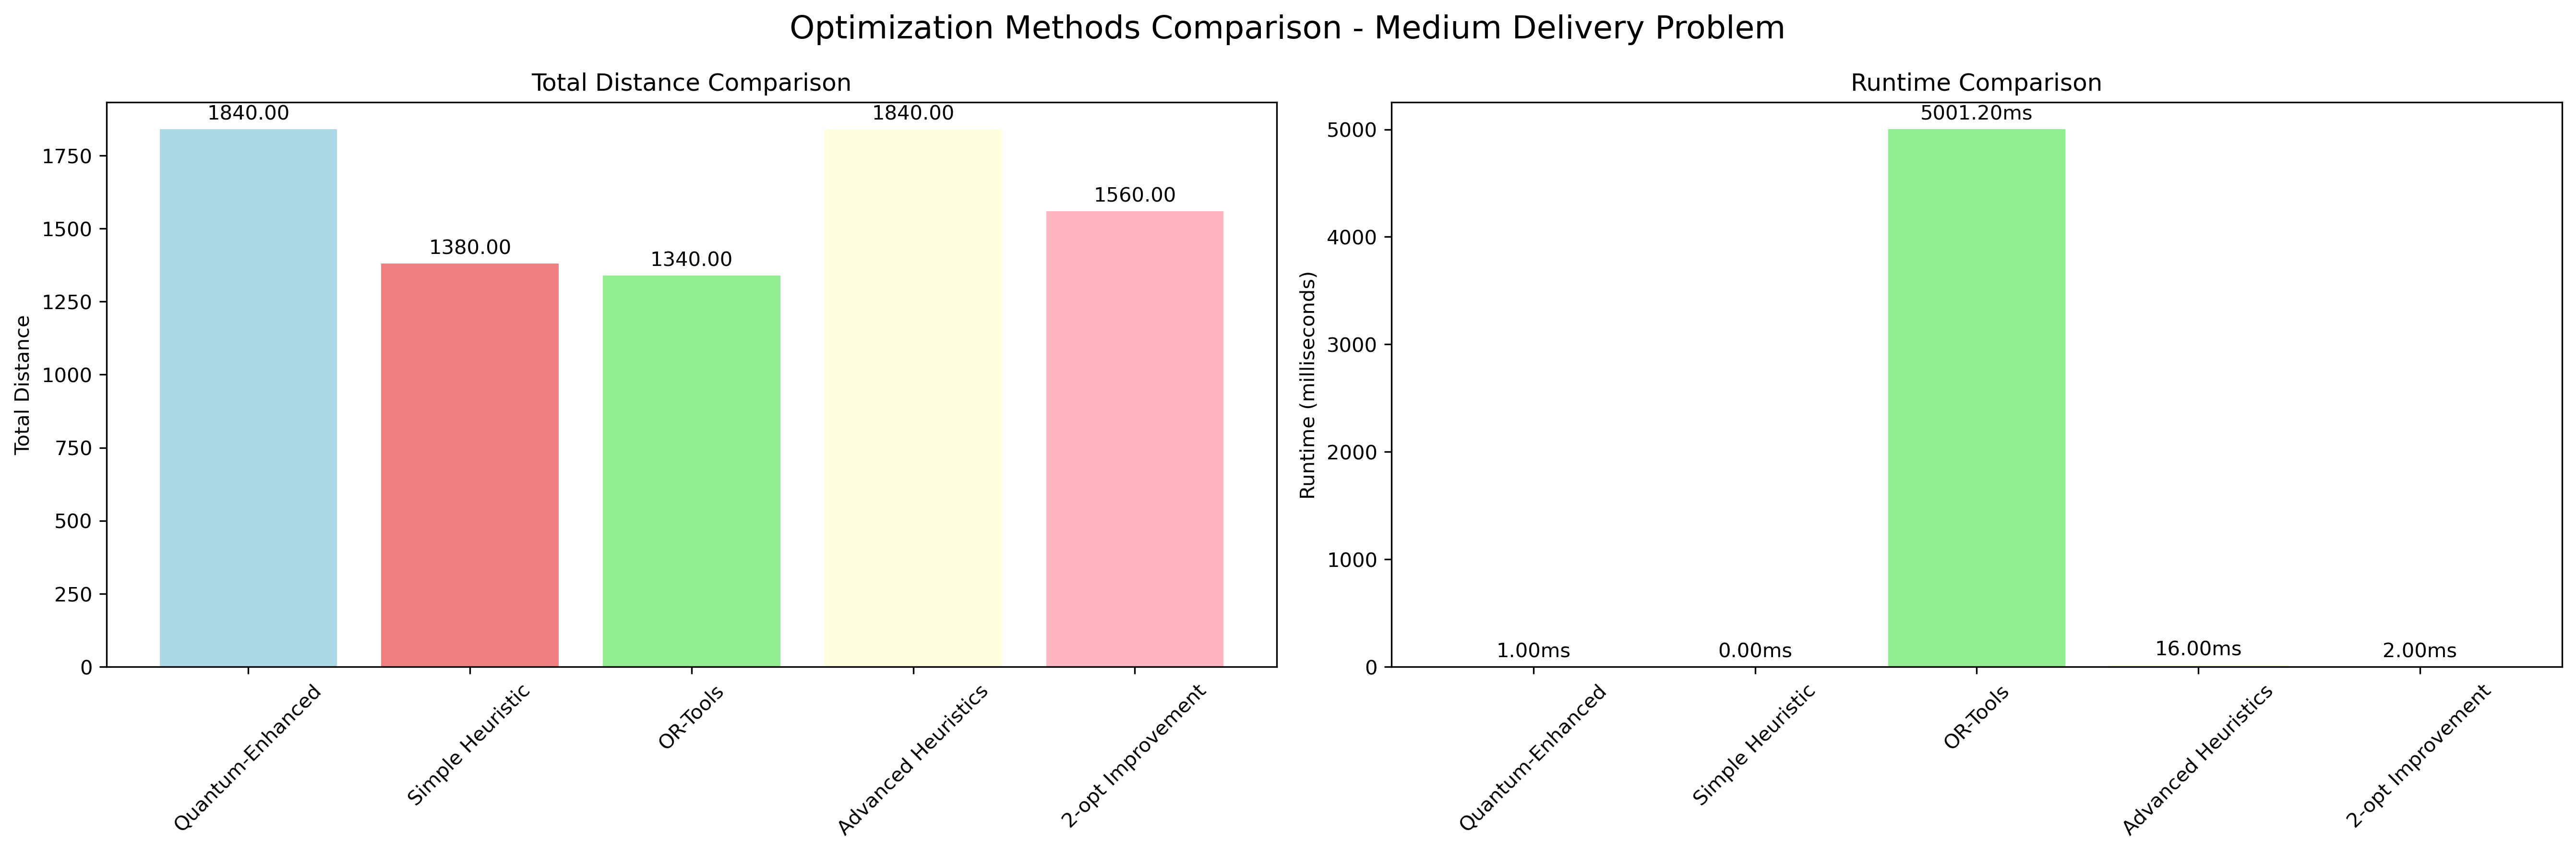 Optimization Methods Comparison - Medium Delivery Problem
Total Distance Comparison
Total Distance
1750
1500
1250
1000
750
500
250
0
1840.00
1380.00
1340.00
1840.00
1560.00
Quantum-Enhanced
Simple Heuristic
OR-Tools
Advanced Heuristics
2-opt Improvement
Runtime Comparison
Runtime (milliseconds)
5000
4000
3000
2000
1000
0
1.00ms
0.00ms
5001.20ms
16.00ms
2.00ms
Quantum-Enhanced
Simple Heuristic
OR-Tools
Advanced Heuristics
2-opt Improvement